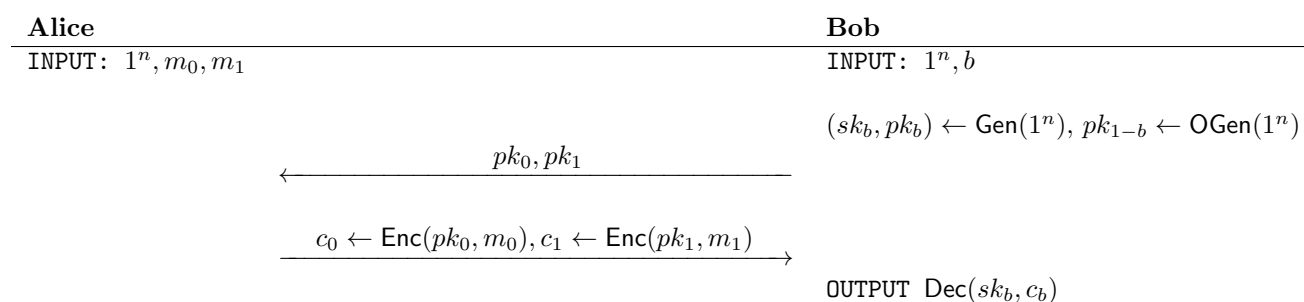 Alice Bob
INPUT: 1^n, m_0, m_1 INPUT: 1^n, b
(sk_b, pk_b) ← Gen(1^n), pk_{1−b} ← OGen(1^n)
pk_0, pk_1
c_0 ← Enc(pk_0, m_0), c_1 ← Enc(pk_1, m_1)
OUTPUT Dec(sk_b, c_b)